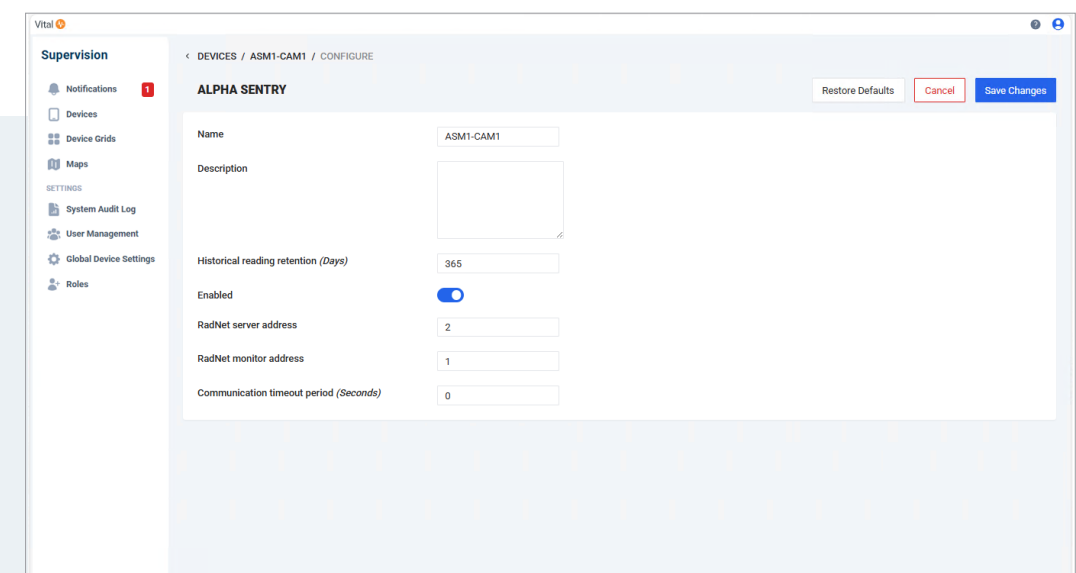 Vital
Supervision
Notifications 1
Devices
Device Grids
Maps
SETTINGS
System Audit Log
User Management
Global Device Settings
Roles
< DEVICES / ASM1-CAM1 / CONFIGURE
ALPHA SENTRY
Restore Defaults Cancel Save Changes
Name ASM1-CAM1
Description
Historical reading retention (Days) 365
Enabled
RadNet server address 2
RadNet monitor address 1
Communication timeout period (Seconds) 0